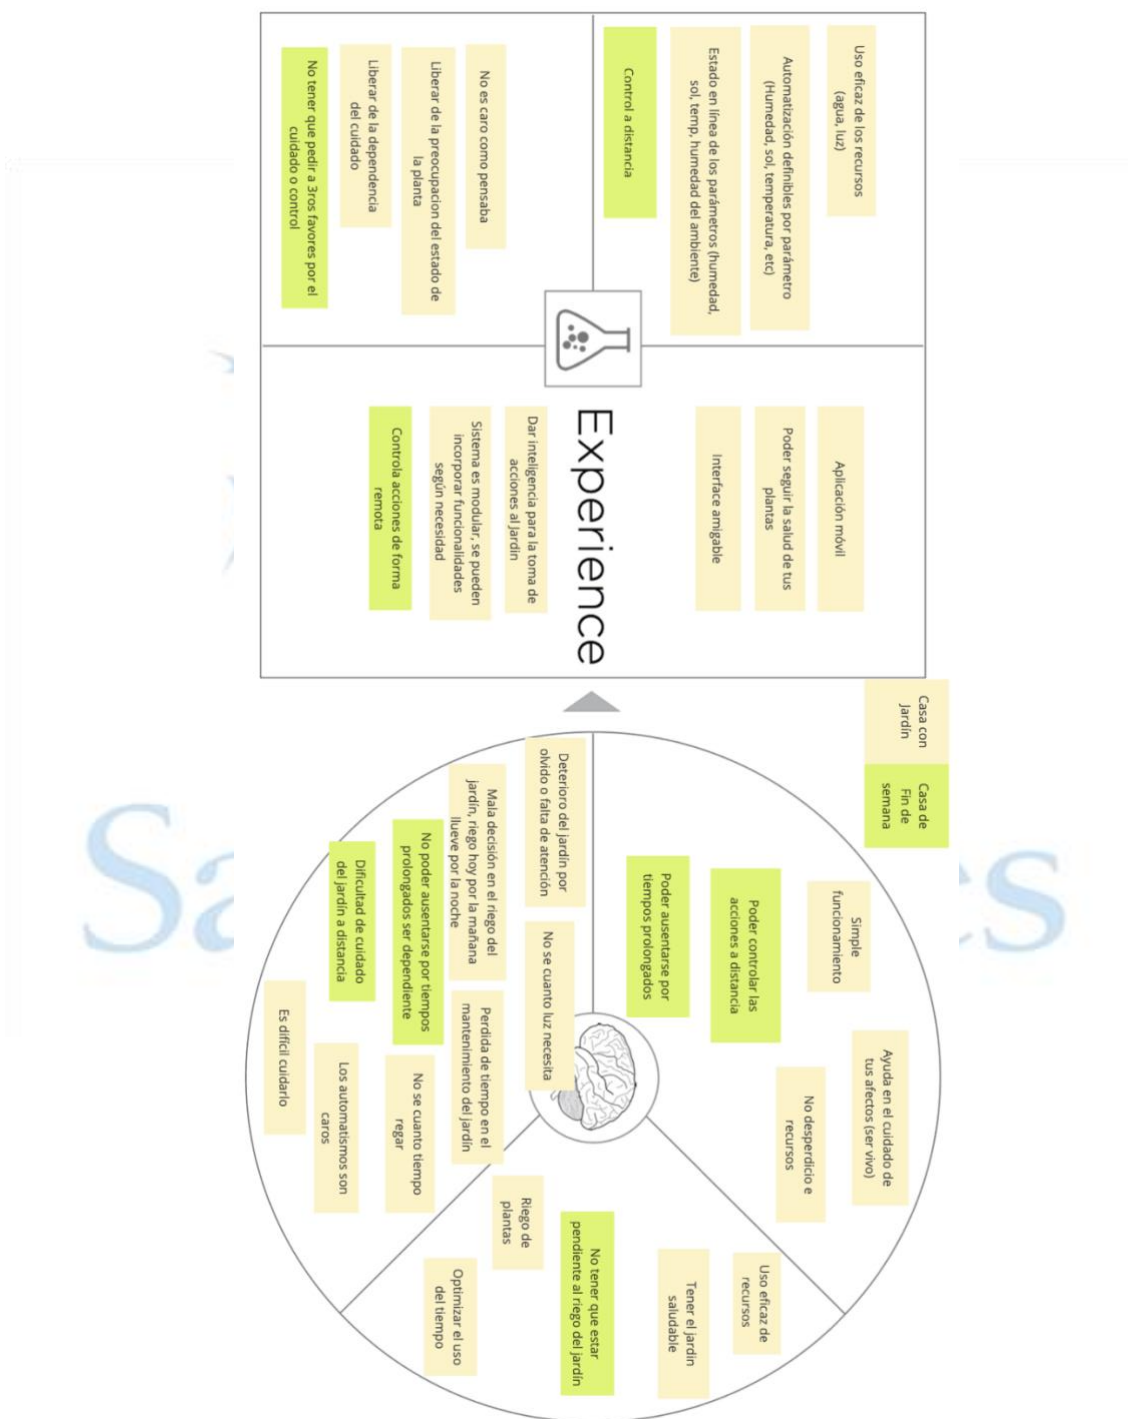 Uso eficaz de los recursos
(agua, luz)
Automatización definibles por parámetro
(Humedad, sol, temperatura, etc)
Estado en línea de los parámetros (humedad,
sol, temp, humedad del ambiente)
Control a distancia
Aplicación móvil
Poder seguir la salud de tus
plantas
Interface amigable
Experience
No es caro como pensaba
Liberar de la preocupacion del estado de
la planta
Liberar de la dependencia
del cuidado
No tener que pedir a 3ros favores por el
cuidado o control
Dar inteligencia para la toma de
acciones al Jardin
Sistema es modular, se pueden
incorporar funcionalidades
según necesidad
Controla acciones de forma
remota
Casa con
Jardín
Casa de
Fin de
semana
Simple
funcionamiento
Ayuda en el cuidado de
tus afectos (ser vivo)
Poder controlar las
acciones a distancia
No desperdicio e
recursos
Poder ausentarse por
tiempos prolongados
Uso eficaz de
recursos
Tener el jardin
saludable
No tener que estar
pendiente al riego del jardín
Riego de
plantas
Optimizar el uso
del tiempo
Deterioro del jardín por
olvido o falta de atención
No se cuanto luz necesita
Mala decisión en el riego del
jardín, riego hoy por la mañana
llueve por la noche
Perdida de tiempo en el
mantenimiento del jardín
No poder ausentarse por tiempos
prolongados ser dependiente
No se cuanto tiempo
regar
Dificultad de cuidado
del jardín a distancia
Los automatismos son
caros
Es difícil cuidarlo